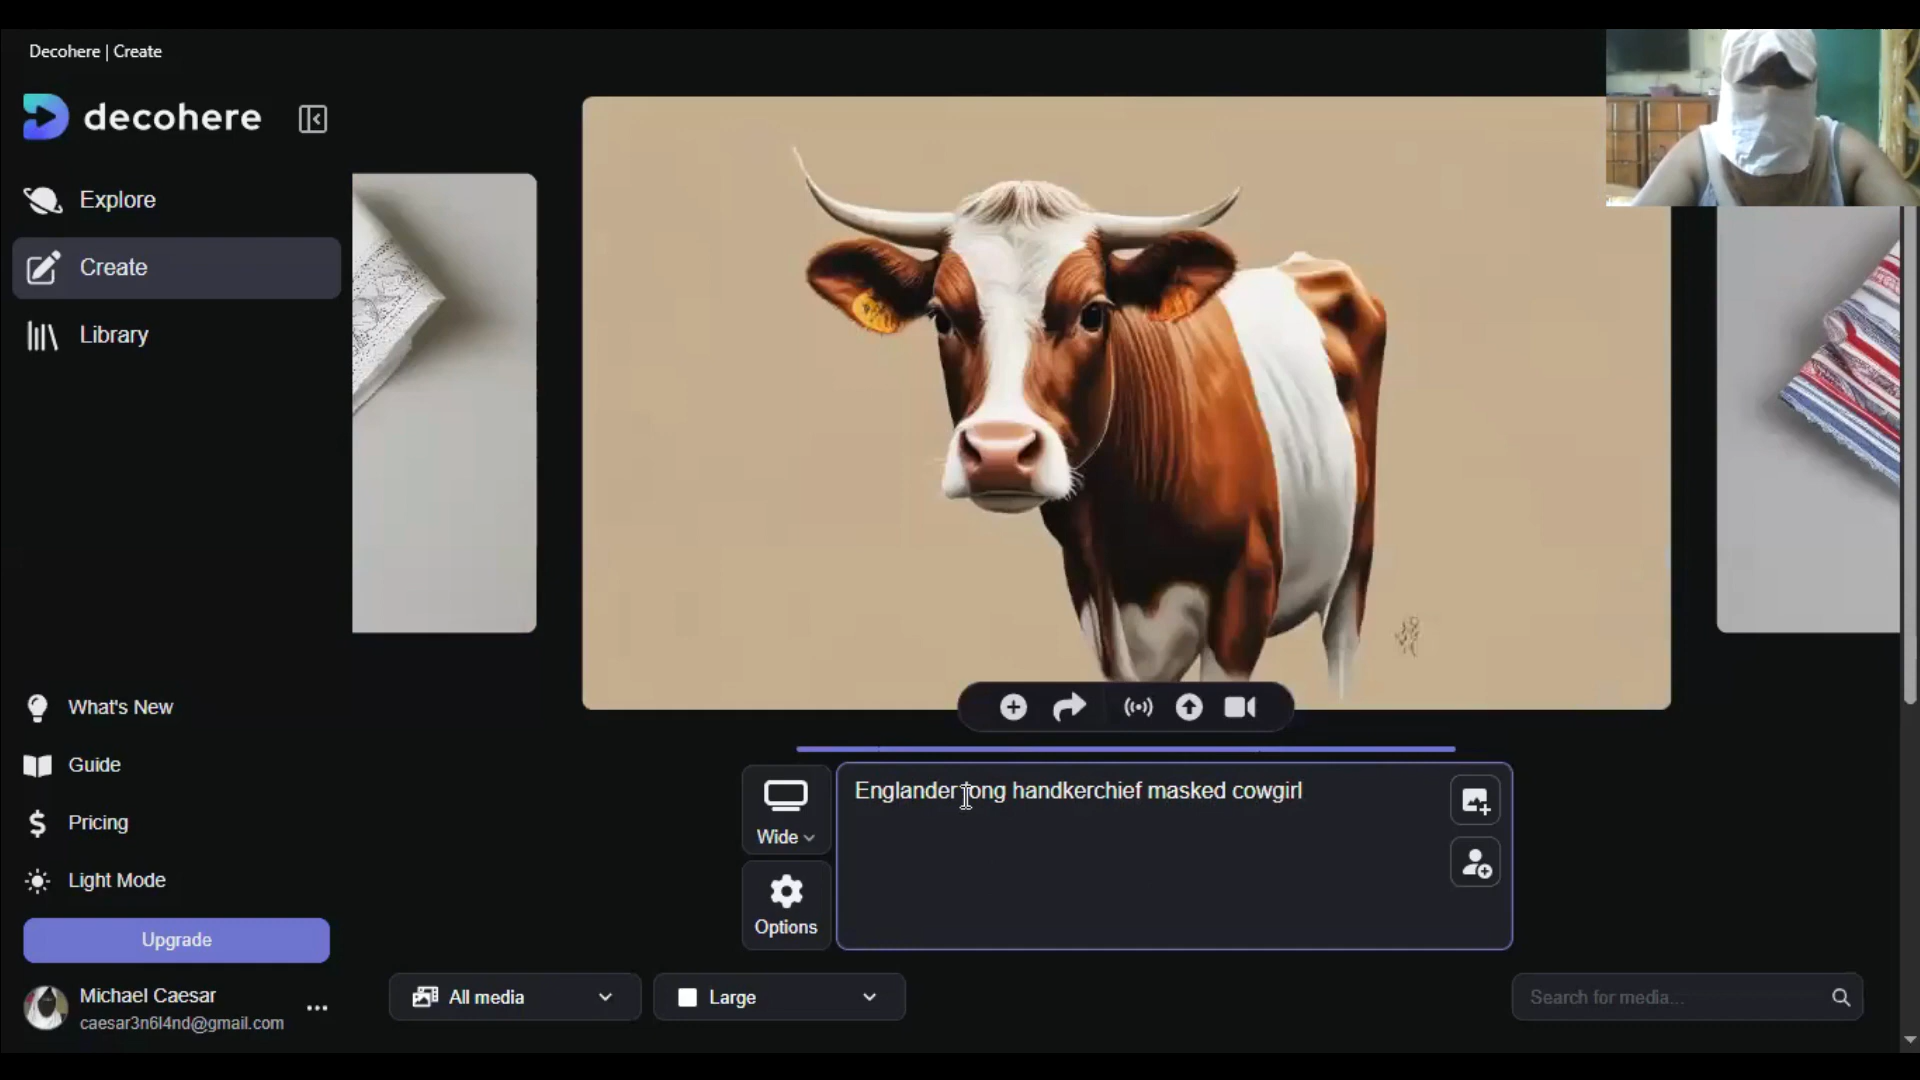 Decohere | Create
decohere
Explore
Create
Library
What's New
Guide
Pricing
Light Mode
Upgrade
Michael Caesar
caesar3n6l4nd@gmail.com
Englander long handkerchief masked cowgirl
Wide
Options
All media
Large
Search for media...